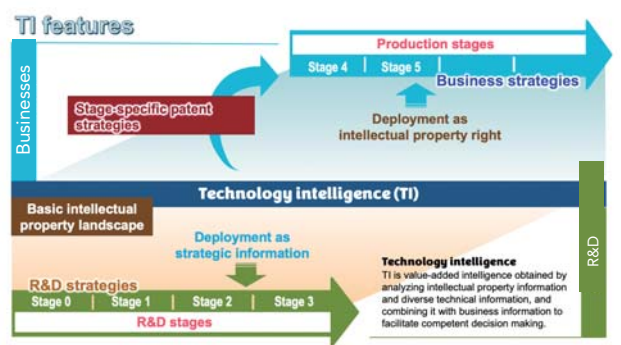 TI features
Businesses
Production stages
Stage 4
Stage 5
Business strategies
Stage-specific patent
strategies
Deployment as
intellectual property right
Technology intelligence (TI)
Basic intellectual
property landscape
Deployment as
strategic information
R&D strategies
Stage 0
Stage 1
Stage 2
Stage 3
R&D stages
Technology intelligence
TI is value-added intelligence obtained by
analyzing intellectual property information
and diverse technical information, and
combining it with business information to
facilitate competent decision making.
R&D